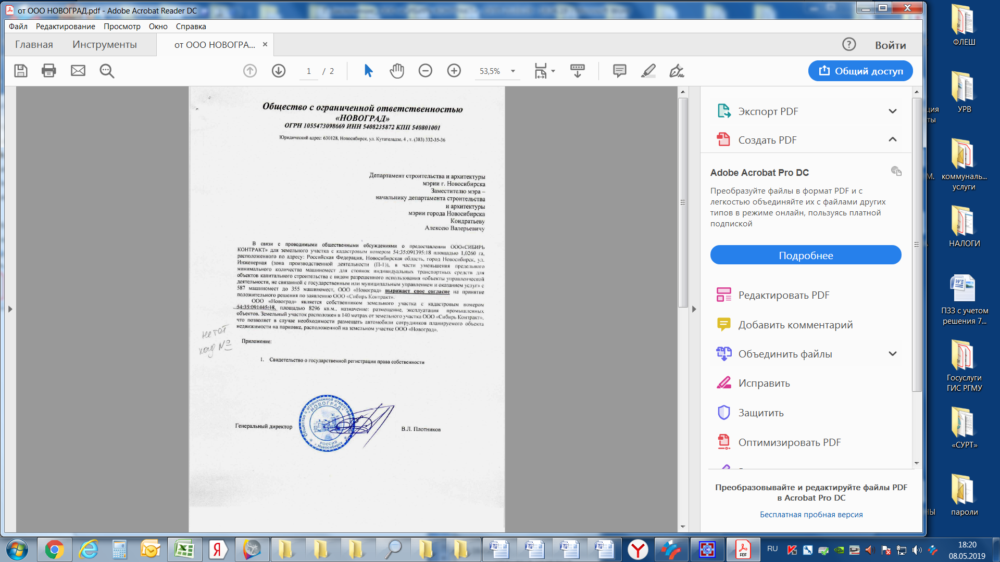 от ООО НОВОГРАД.pdf - Adobe Acrobat Reader DC
Файл Редактирование Просмотр Окно Справка
Главная Инструменты от ООО НОВОГРА... × Войти
1 / 2 53,5% Общий доступ
Общество с ограниченной ответственностью
«НОВОГРАД»
ОГРН 1055473098669 ИНН 5408235872 КПП 540801001
Юридический адрес: 630128, Новосибирск, ул. Кутателадзе, 4 , т. (383) 332-35-36
Департамент строительства и архитектуры
мэрии г. Новосибирска
Заместителю мэра –
начальнику департамента строительства
и архитектуры
мэрии города Новосибирска
Кондратьеву
Алексею Валерьевичу
В связи с проводимыми общественными обсуждениями о предоставлении ООО«СИБИРЬ
КОНТРАКТ» для земельного участка с кадастровым номером 54:35:091395:18 площадью 1,0260 га,
расположенного по адресу: Российская Федерация, Новосибирская область, город Новосибирск, ул.
Инженерная (зона производственной деятельности (П-1)), в части уменьшения предельного
минимального количества машиномест для стоянок индивидуальных транспортных средств для
объектов капитального строительства с видом разрешенного использования «объекты управленческой
деятельности, не связанной с государственным или муниципальным управлением и оказанием услуг» с
587 машиномест до 355 машиномест, ООО «Новоград» выражает свое согласие на принятие
положительного решения по заявлению ООО «Сибирь Контракт».
ООО «Новоград» является собственником земельного участка с кадастровым номером
54:35:091445:18, площадью 8296 кв.м., назначение: размещение, эксплуатация промышленных
объектов. Земельный участок расположен в 140 метрах от земельного участка ООО «Сибирь Контракт»,
что позволяет в случае необходимости размещать автомобили сотрудников планируемого объекта
недвижимости на парковке, расположенной на земельном участке ООО «Новоград».
не тот
кад №
Приложение:
1. Свидетельство о государственной регистрации права собственности
Генеральный директор
В.Л. Плотников
Общество с ограниченной ответственностью
"НОВОГРАД"
РОССИЯ
г. Новосибирск
Экспорт PDF
Создать PDF
Adobe Acrobat Pro DC
Преобразуйте файлы в формат PDF и с
легкостью объединяйте их с файлами других
типов в режиме онлайн, пользуясь платной
подпиской
Подробнее
Редактировать PDF
Добавить комментарий
Объединить файлы
Исправить
Защитить
Оптимизировать PDF
Преобразовывайте и редактируйте файлы PDF
в Acrobat Pro DC
Бесплатная пробная версия
ФЛЕШ
УРВ
коммуналь...
услуги
НАЛОГИ
ПЗЗ с учетом
решения 7...
Госуслуги
ГИС РГМУ
«СУРТ»
пароли
RU
18:20
08.05.2019